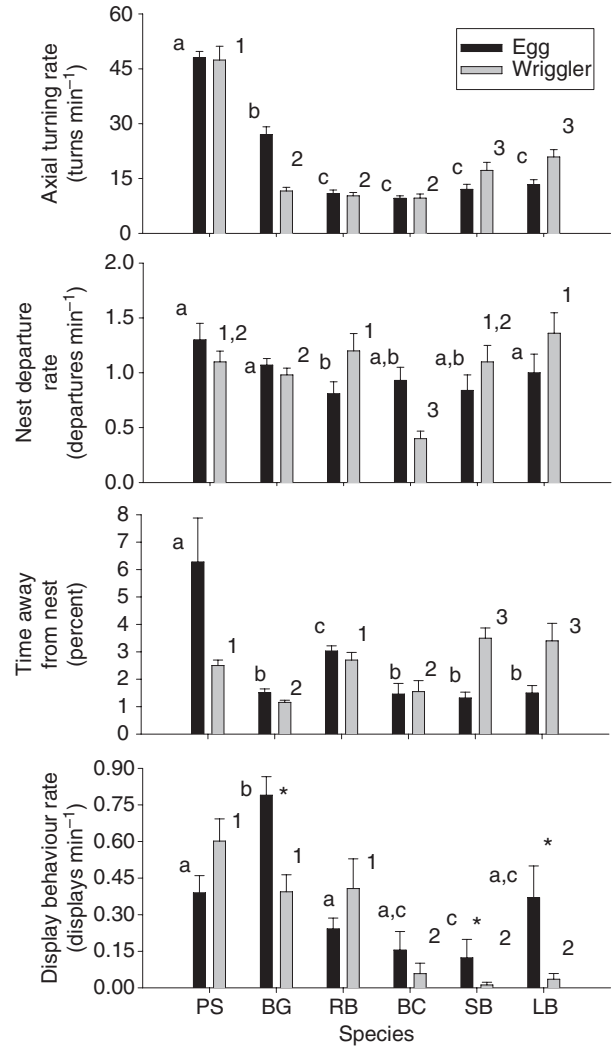 Axial turning rate
(turns min⁻¹)
60
45
30
15
0
Egg
Wriggler
a 1 b 2 c 2 c 2 c 3 c 3
Nest departure
rate
(departures min⁻¹)
2.0
1.5
1.0
0.5
0.0
a 1,2 a 2 b 1 a,b 3 a,b 1,2 a 1
Time away
from nest
(percent)
8
7
6
5
4
3
2
1
0
a 1 b 2 c 1 b 2 b 3 b 3
Display behaviour rate
(displays min⁻¹)
0.90
0.75
0.60
0.45
0.30
0.15
0.00
a 1 b * 1 a 1 a,c 2 c * 2 a,c * 2
PS BG RB BC SB LB
Species